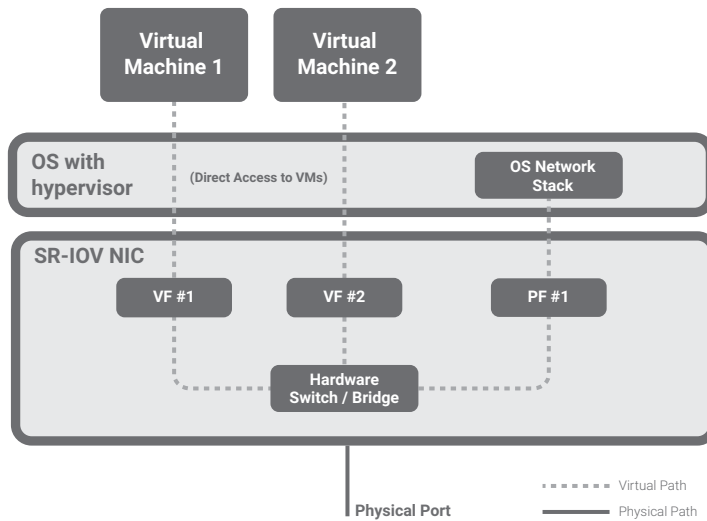 Virtual
Machine 1
Virtual
Machine 2
OS with
hypervisor
(Direct Access to VMs)
OS Network
Stack
SR-IOV NIC
VF #1
VF #2
PF #1
Hardware
Switch / Bridge
Physical Port
Virtual Path
Physical Path